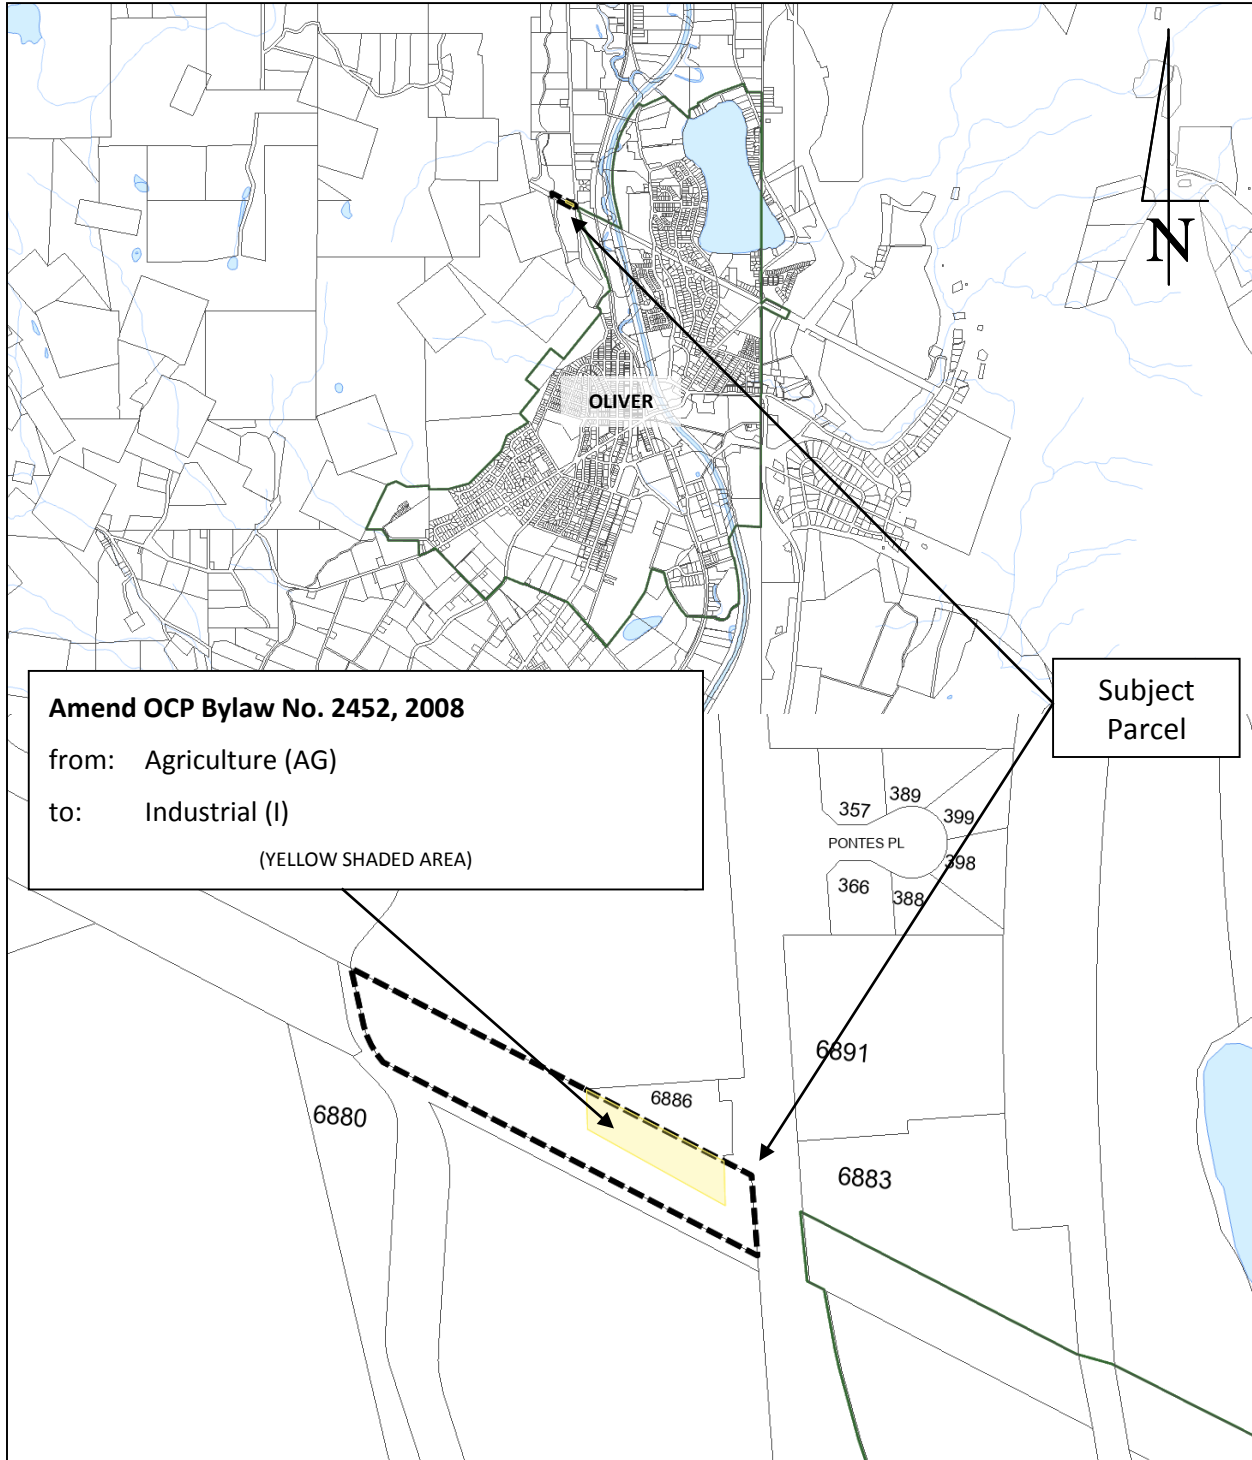 N
OLIVER
Amend OCP Bylaw No. 2452, 2008
from: Agriculture (AG)
to: Industrial (I)
(YELLOW SHADED AREA)
Subject
Parcel
357
389
399
PONTES PL
398
366
388
6891
6886
6880
6883